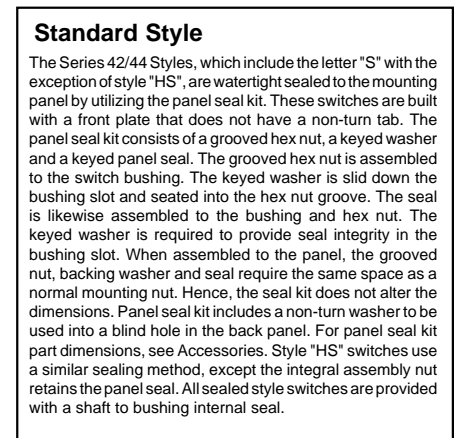 Standard Style
The Series 42/44 Styles, which include the letter "S" with the
exception of style "HS", are watertight sealed to the mounting
panel by utilizing the panel seal kit. These switches are built
with a front plate that does not have a non-turn tab. The
panel seal kit consists of a grooved hex nut, a keyed washer
and a keyed panel seal. The grooved hex nut is assembled
to the switch bushing. The keyed washer is slid down the
bushing slot and seated into the hex nut groove. The seal
is likewise assembled to the bushing and hex nut. The
keyed washer is required to provide seal integrity in the
bushing slot. When assembled to the panel, the grooved
nut, backing washer and seal require the same space as a
normal mounting nut. Hence, the seal kit does not alter the
dimensions. Panel seal kit includes a non-turn washer to be
used into a blind hole in the back panel. For panel seal kit
part dimensions, see Accessories. Style "HS" switches use
a similar sealing method, except the integral assembly nut
retains the panel seal. All sealed style switches are provided
with a shaft to bushing internal seal.